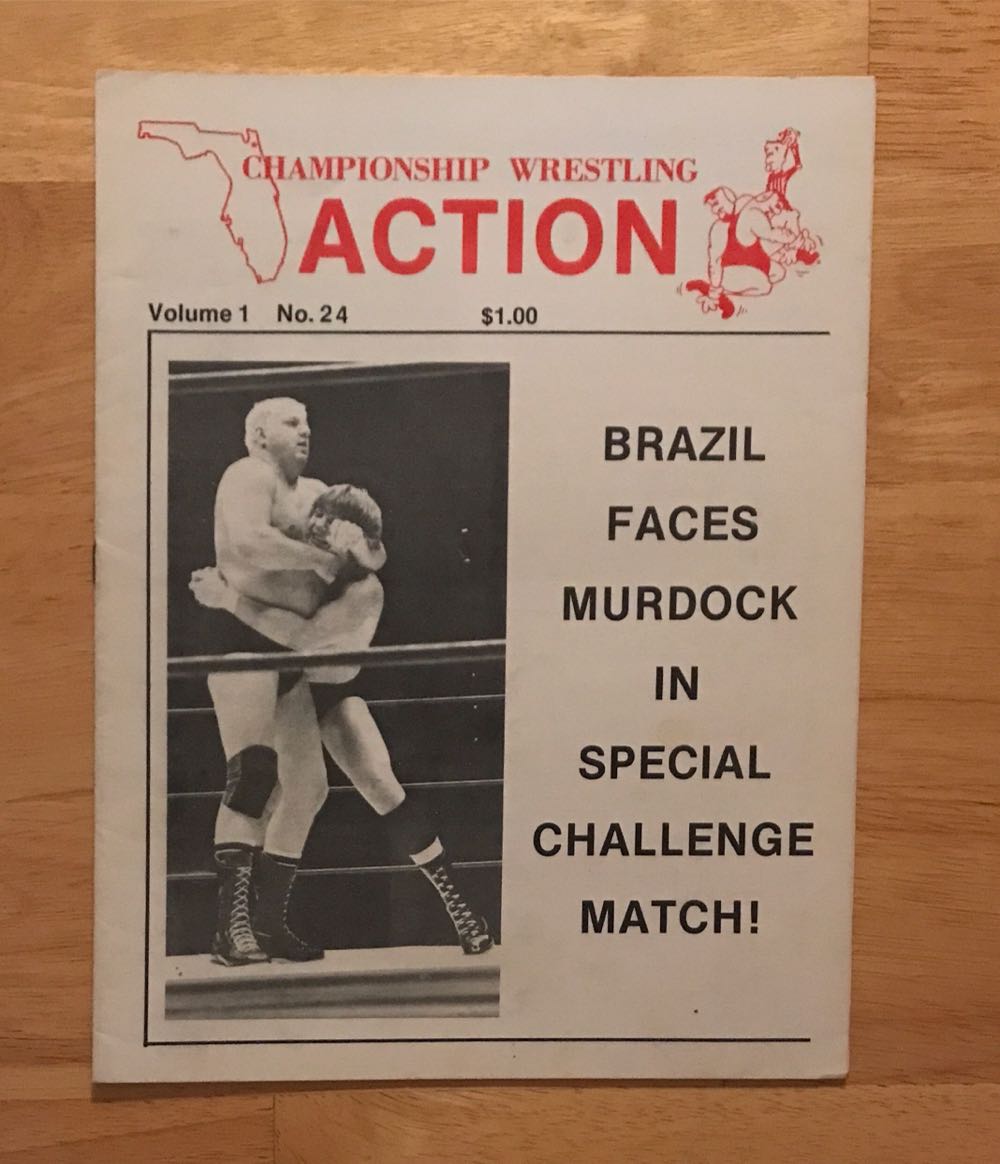 CHAMPIONSHIP WRESTLING
ACTION
Volume 1 No. 24 $1.00
BRAZIL
FACES
MURDOCK
IN
SPECIAL
CHALLENGE
MATCH!